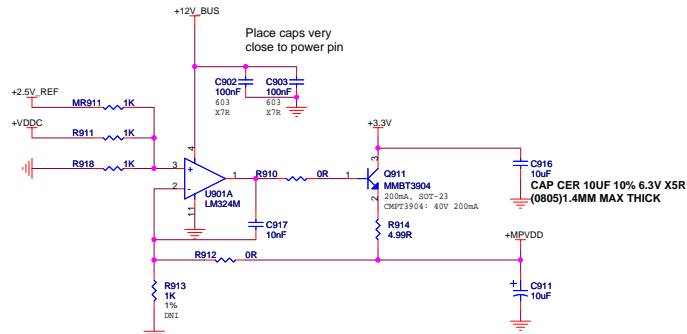 +12V_BUS
Place caps very
close to power pin
C902
100nF
603
X7R
C903
100nF
603
X7R
+2.5V_REF
MR911 1K
+VDDC
R911 1K
R918 1K
4
3
+
2
-
1
11
U901A
LM324M
R910 0R
C917
10nF
+3.3V
1
3
2
Q911
MMBT3904
200mA, SOT-23
CMPT3904: 40V 200mA
R914
4.99R
C916
10uF
CAP CER 10UF 10% 6.3V X5R
(0805)1.4MM MAX THICK
+MPVDD
R912 0R
R913
1K
1%
DNI
+
C911
10uF